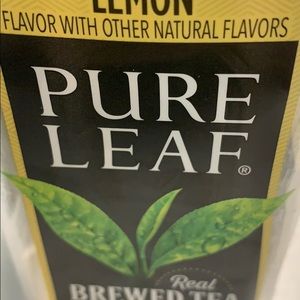 LEMON
FLAVOR WITH OTHER NATURAL FLAVORS
PURE
LEAF®
Real
BREWED TEA